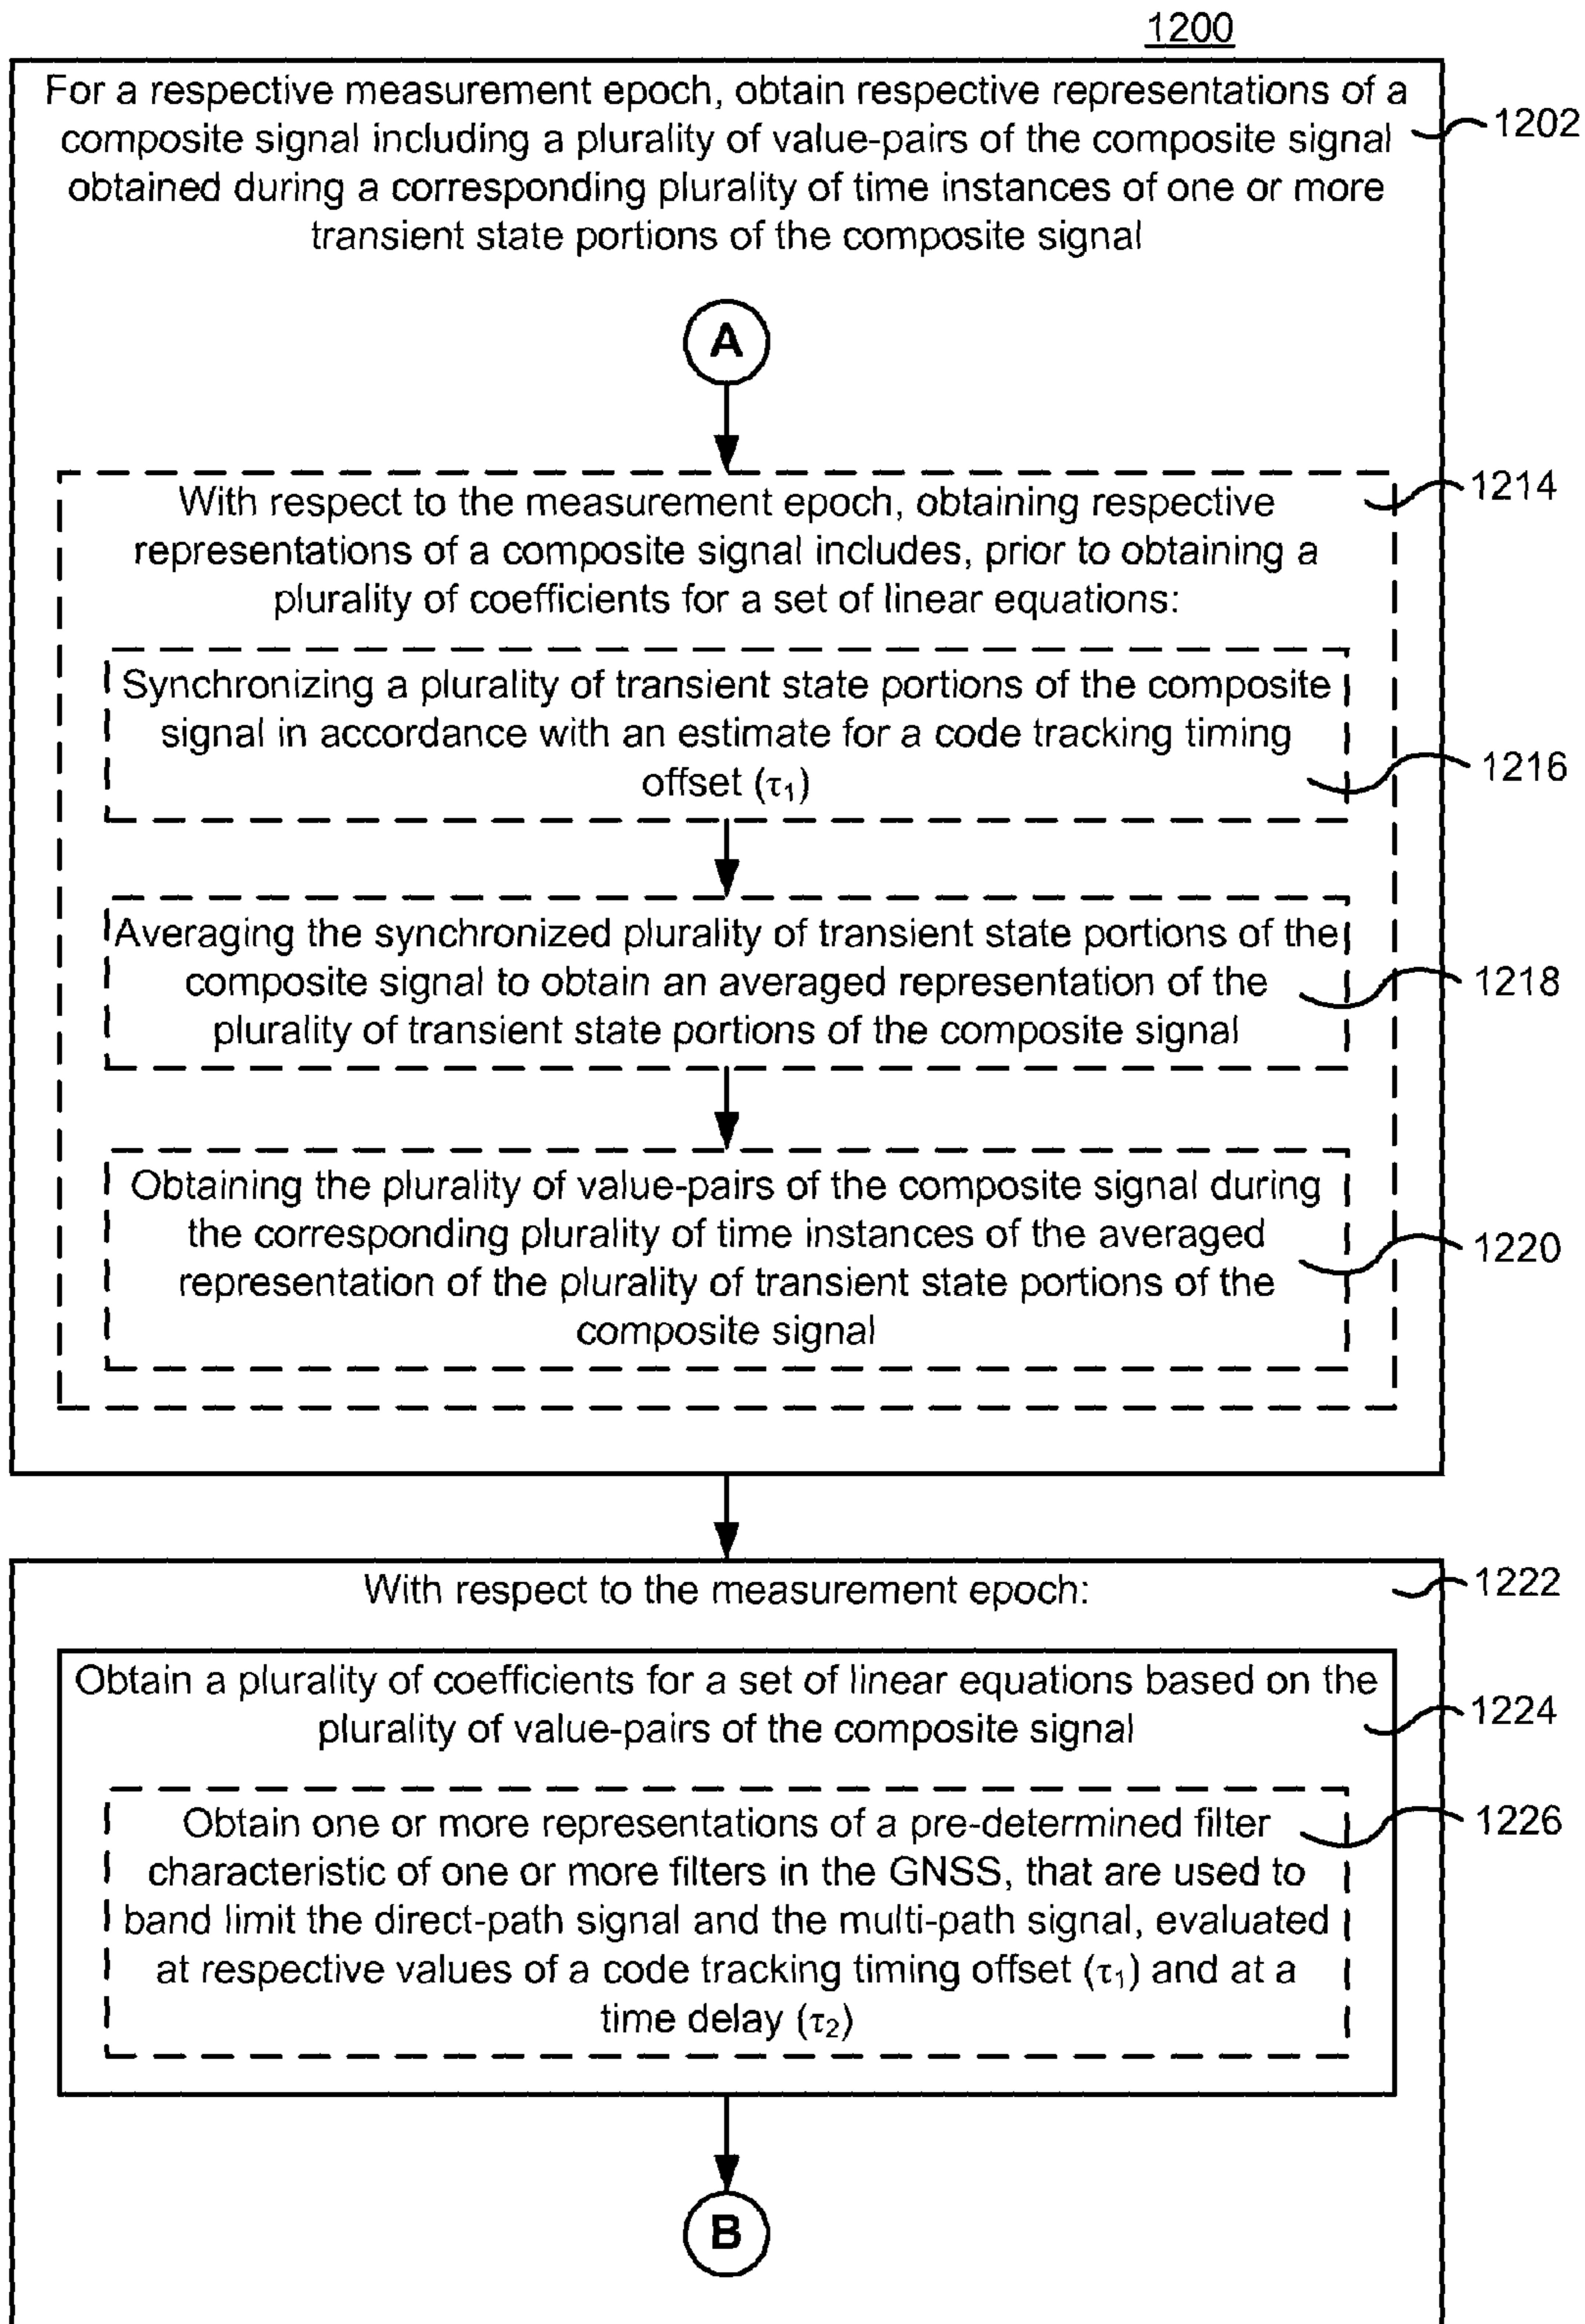 1200
For a respective measurement epoch, obtain respective representations of a
composite signal including a plurality of value-pairs of the composite signal
obtained during a corresponding plurality of time instances of one or more
transient state portions of the composite signal
1202
A
With respect to the measurement epoch, obtaining respective
representations of a composite signal includes, prior to obtaining a
plurality of coefficients for a set of linear equations:
1214
Synchronizing a plurality of transient state portions of the composite
signal in accordance with an estimate for a code tracking timing
offset (τ₁)
1216
Averaging the synchronized plurality of transient state portions of the
composite signal to obtain an averaged representation of the
plurality of transient state portions of the composite signal
1218
Obtaining the plurality of value-pairs of the composite signal during
the corresponding plurality of time instances of the averaged
representation of the plurality of transient state portions of the
composite signal
1220
With respect to the measurement epoch:
1222
Obtain a plurality of coefficients for a set of linear equations based on the
plurality of value-pairs of the composite signal
1224
Obtain one or more representations of a pre-determined filter
characteristic of one or more filters in the GNSS, that are used to
band limit the direct-path signal and the multi-path signal, evaluated
at respective values of a code tracking timing offset (τ₁) and at a
time delay (τ₂)
1226
B